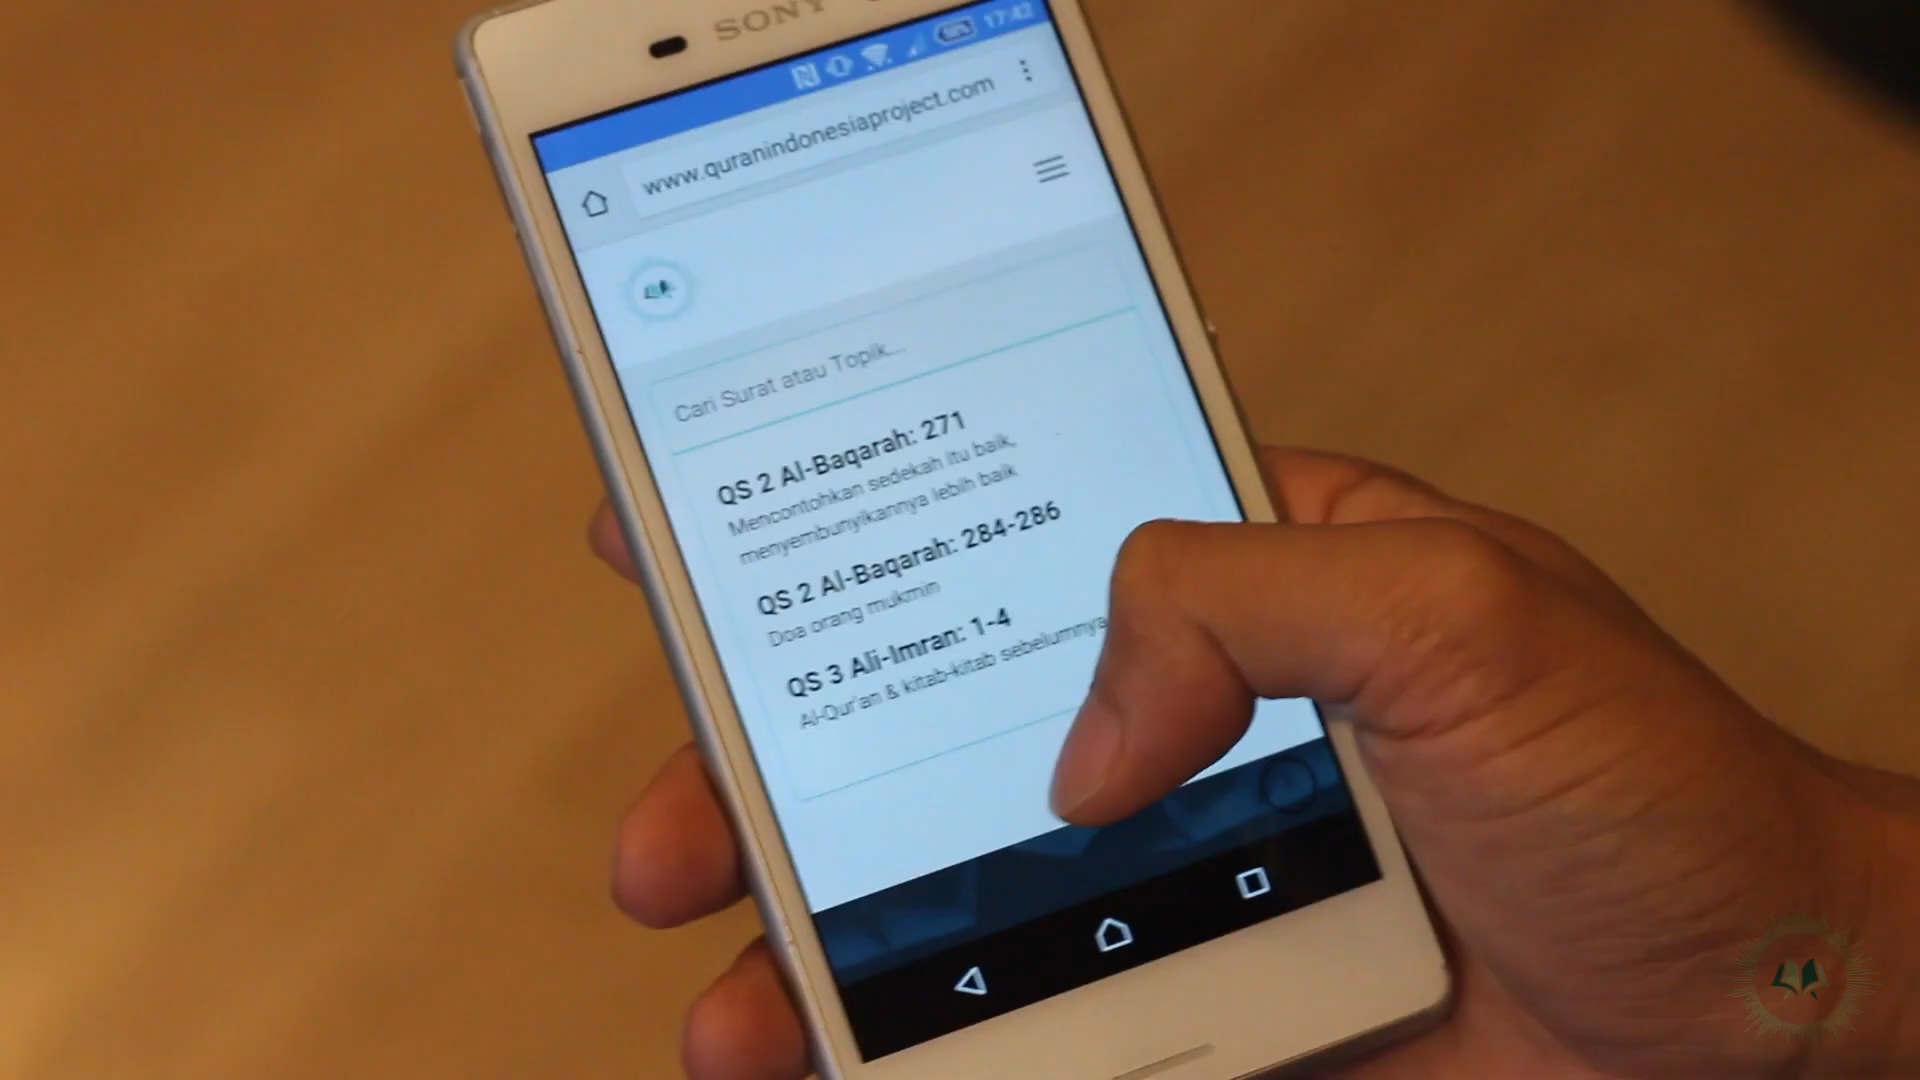 SONY
17:42
www.quranindonesiaproject.com
Cari Surat atau Topik...
QS 2 Al-Baqarah: 271
Mencontohkan sedekah itu baik,
menyembunyikannya lebih baik
QS 2 Al-Baqarah: 284-286
Doa orang mukmin
QS 3 Ali-Imran: 1-4
Al-Qur'an & kitab-kitab sebelumnya